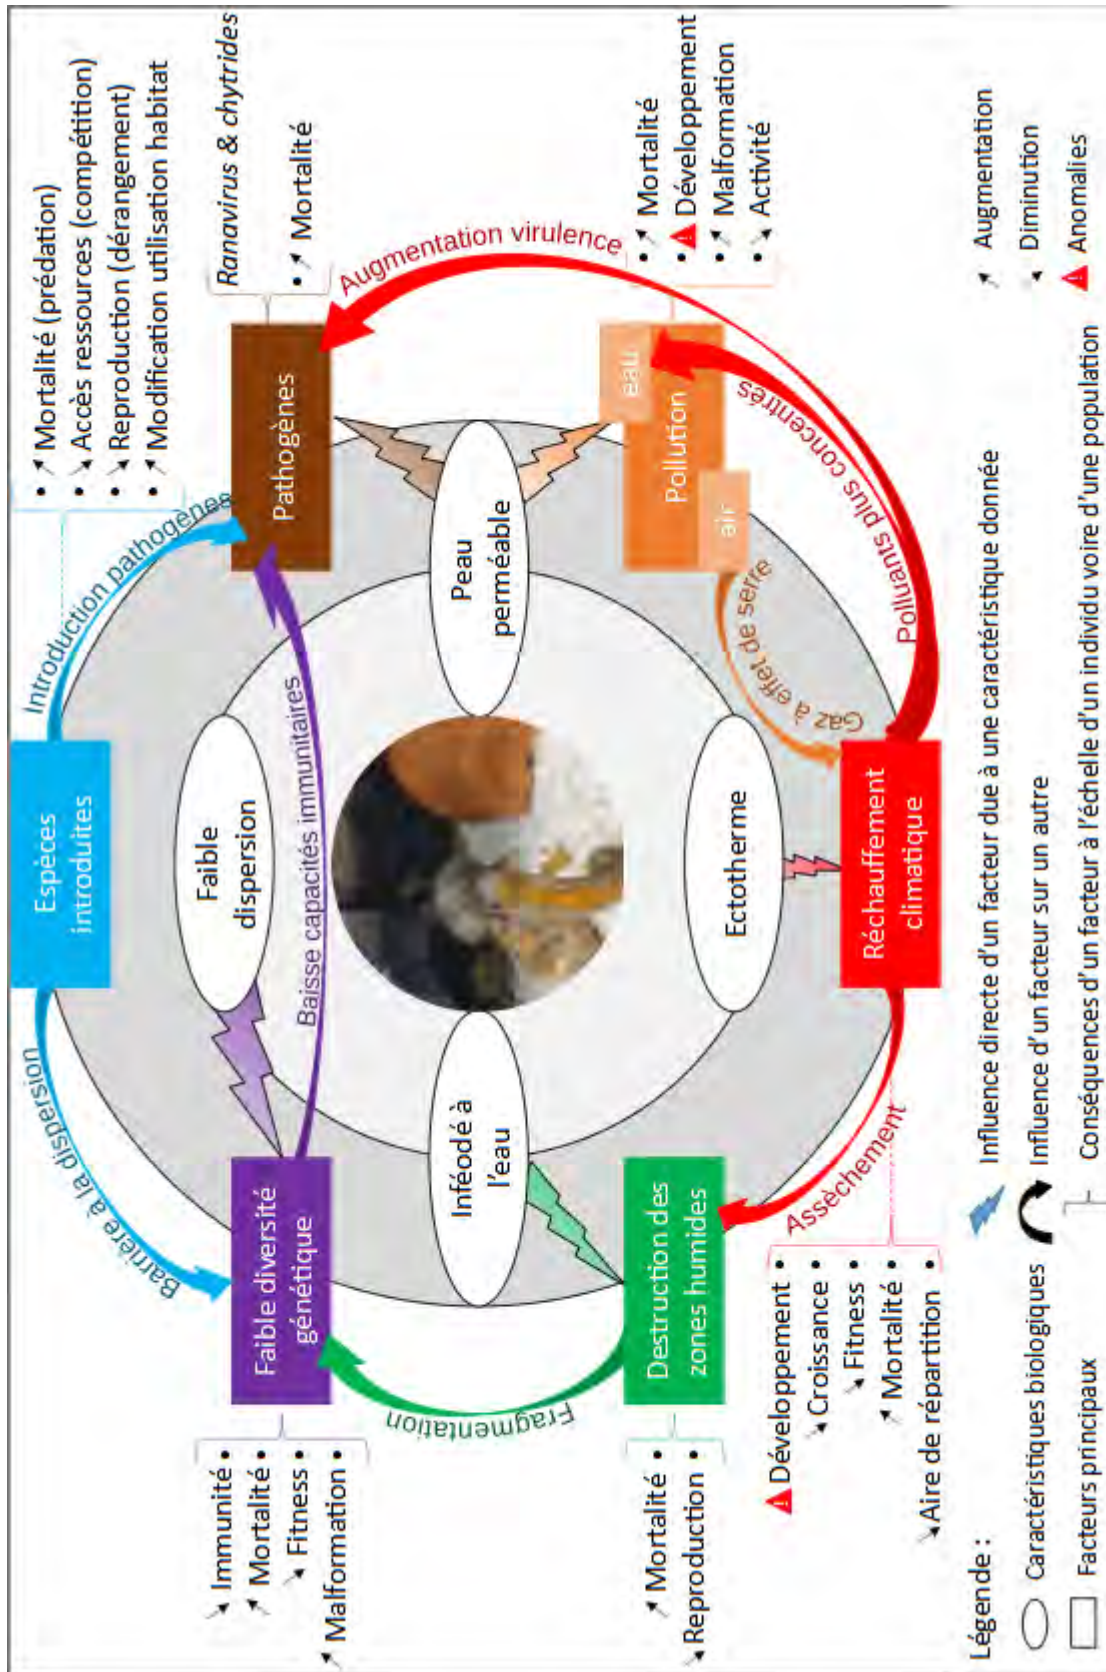 Espèces
introduites
Barrière à la dispersion
Introduction pathogènes
↗ Mortalité (prédation)
↘ Accès ressources (compétition)
↘ Reproduction (dérangement)
↗ Modification utilisation habitat
↘ Immunité
↗ Mortalité
↘ Fitness
↗ Malformation
Faible diversité
génétique
Faible
dispersion
Pathogènes
Ranavirus & chytrides
↗ Mortalité
Baisse capacités immunitaires
Augmentation virulence
Fragmentation
Inféodé à
l'eau
Peau
perméable
↗ Mortalité
↘ Reproduction
Destruction des
zones humides
Ectotherme
eau
Pollution
air
↗ Mortalité
⚠ Développement
↗ Malformation
↘ Activité
Gaz à effet de serre
Polluants plus concentrés
Assèchement
Réchauffement
climatique
⚠ Développement
↘ Croissance
↘ Fitness
↗ Mortalité
↘ Aire de répartition
Légende :
Caractéristiques biologiques
Facteurs principaux
Influence directe d'un facteur due à une caractéristique donnée
Influence d'un facteur sur un autre
Conséquences d'un facteur à l'échelle d'un individu voire d'une population
Augmentation
Diminution
Anomalies